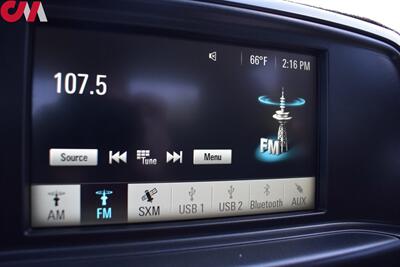 CM
66°F 2:16 PM
107.5
FM
Source Tune Menu
AM FM SXM USB 1 USB 2 Bluetooth AUX